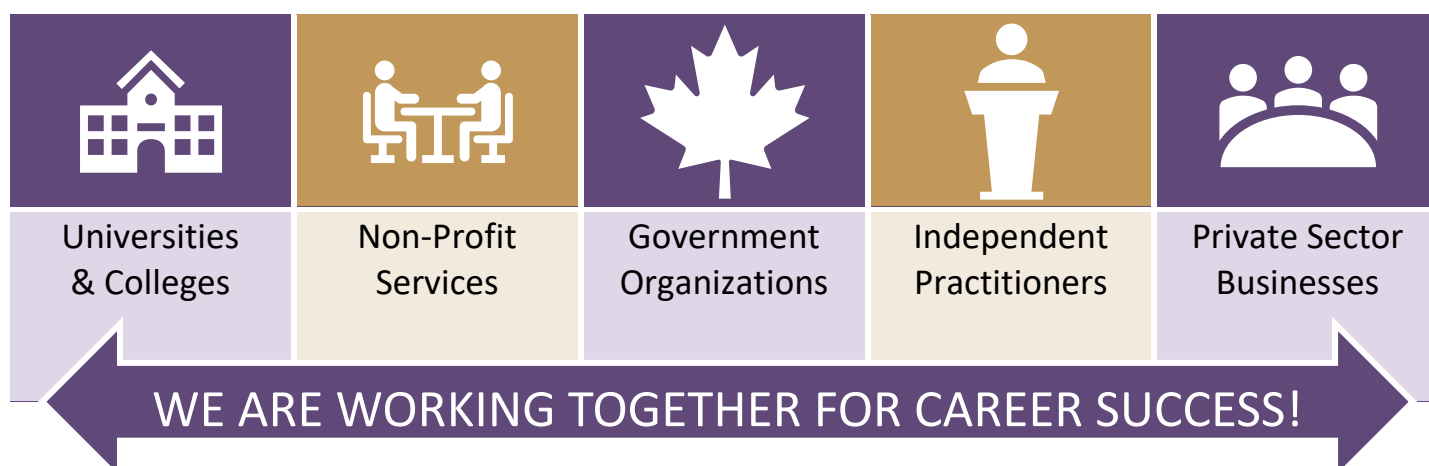 Universities
& Colleges
Non-Profit
Services
Government
Organizations
Independent
Practitioners
Private Sector
Businesses
WE ARE WORKING TOGETHER FOR CAREER SUCCESS!